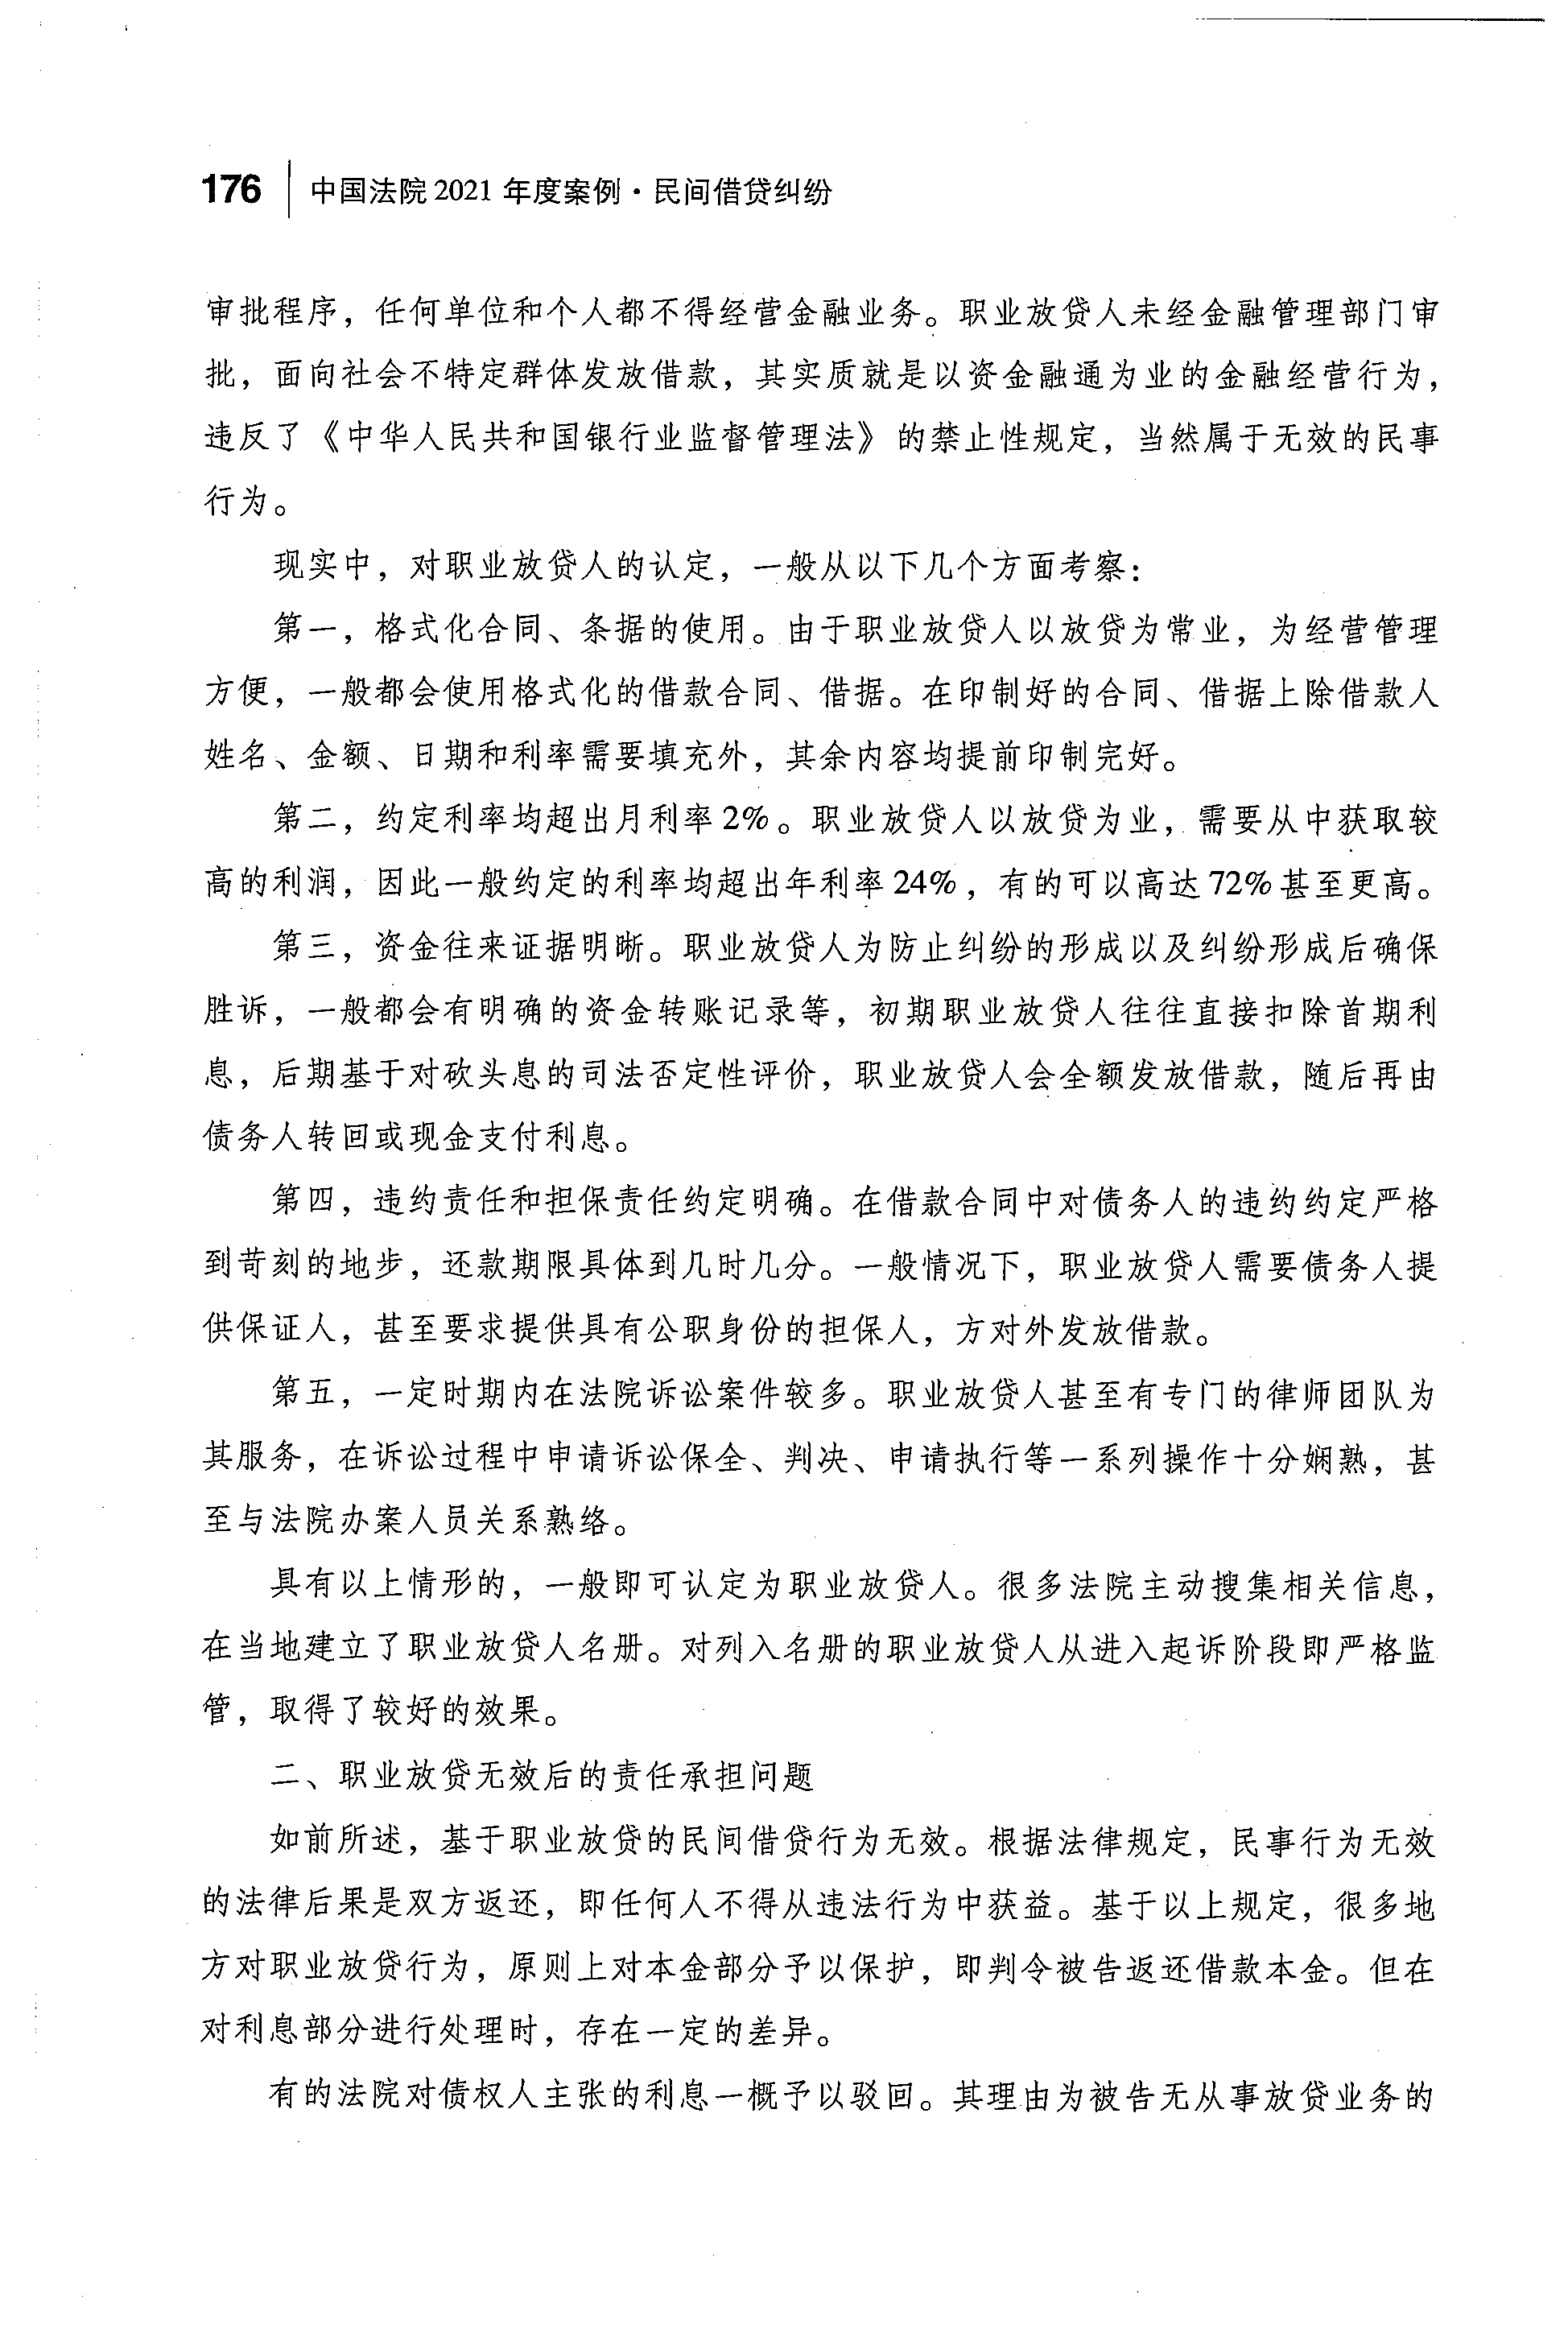 176 中国法院 2021 年度案例·民间借贷纠纷
审批程序，任何单位和个人都不得经营金融业务。职业放贷人未经金融管理部门审
批，面向社会不特定群体发放借款，其实质就是以资金融通为业的金融经营行为，
违反了《中华人民共和国银行业监督管理法》的禁止性规定，当然属于无效的民事
行为。
现实中，对职业放贷人的认定，一般从以下几个方面考察：
第一，格式化合同、条据的使用。由于职业放贷人以放贷为常业，为经营管理
方便，一般都会使用格式化的借款合同、借据。在印制好的合同、借据上除借款人
姓名、金额、日期和利率需要填充外，其余内容均提前印制完好。
第二，约定利率均超出月利率 2%。职业放贷人以放贷为业，需要从中获取较
高的利润，因此一般约定的利率均超出年利率 24%，有的可以高达 72% 甚至更高。
第三，资金往来证据明晰。职业放贷人为防止纠纷的形成以及纠纷形成后确保
胜诉，一般都会有明确的资金转账记录等，初期职业放贷人往往直接扣除首期利
息，后期基于对砍头息的司法否定性评价，职业放贷人会全额发放借款，随后再由
债务人转回或现金支付利息。
第四，违约责任和担保责任约定明确。在借款合同中对债务人的违约约定严格
到苛刻的地步，还款期限具体到几时几分。一般情况下，职业放贷人需要债务人提
供保证人，甚至要求提供具有公职身份的担保人，方对外发放借款。
第五，一定时期内在法院诉讼案件较多。职业放贷人甚至有专门的律师团队为
其服务，在诉讼过程中申请诉讼保全、判决、申请执行等一系列操作十分娴熟，甚
至与法院办案人员关系熟络。
具有以上情形的，一般即可认定为职业放贷人。很多法院主动搜集相关信息，
在当地建立了职业放贷人名册。对列入名册的职业放贷人从进入起诉阶段即严格监
管，取得了较好的效果。
二、职业放贷无效后的责任承担问题
如前所述，基于职业放贷的民间借贷行为无效。根据法律规定，民事行为无效
的法律后果是双方返还，即任何人不得从违法行为中获益。基于以上规定，很多地
方对职业放贷行为，原则上对本金部分予以保护，即判令被告返还借款本金。但在
对利息部分进行处理时，存在一定的差异。
有的法院对债权人主张的利息一概予以驳回。其理由为被告无从事放贷业务的